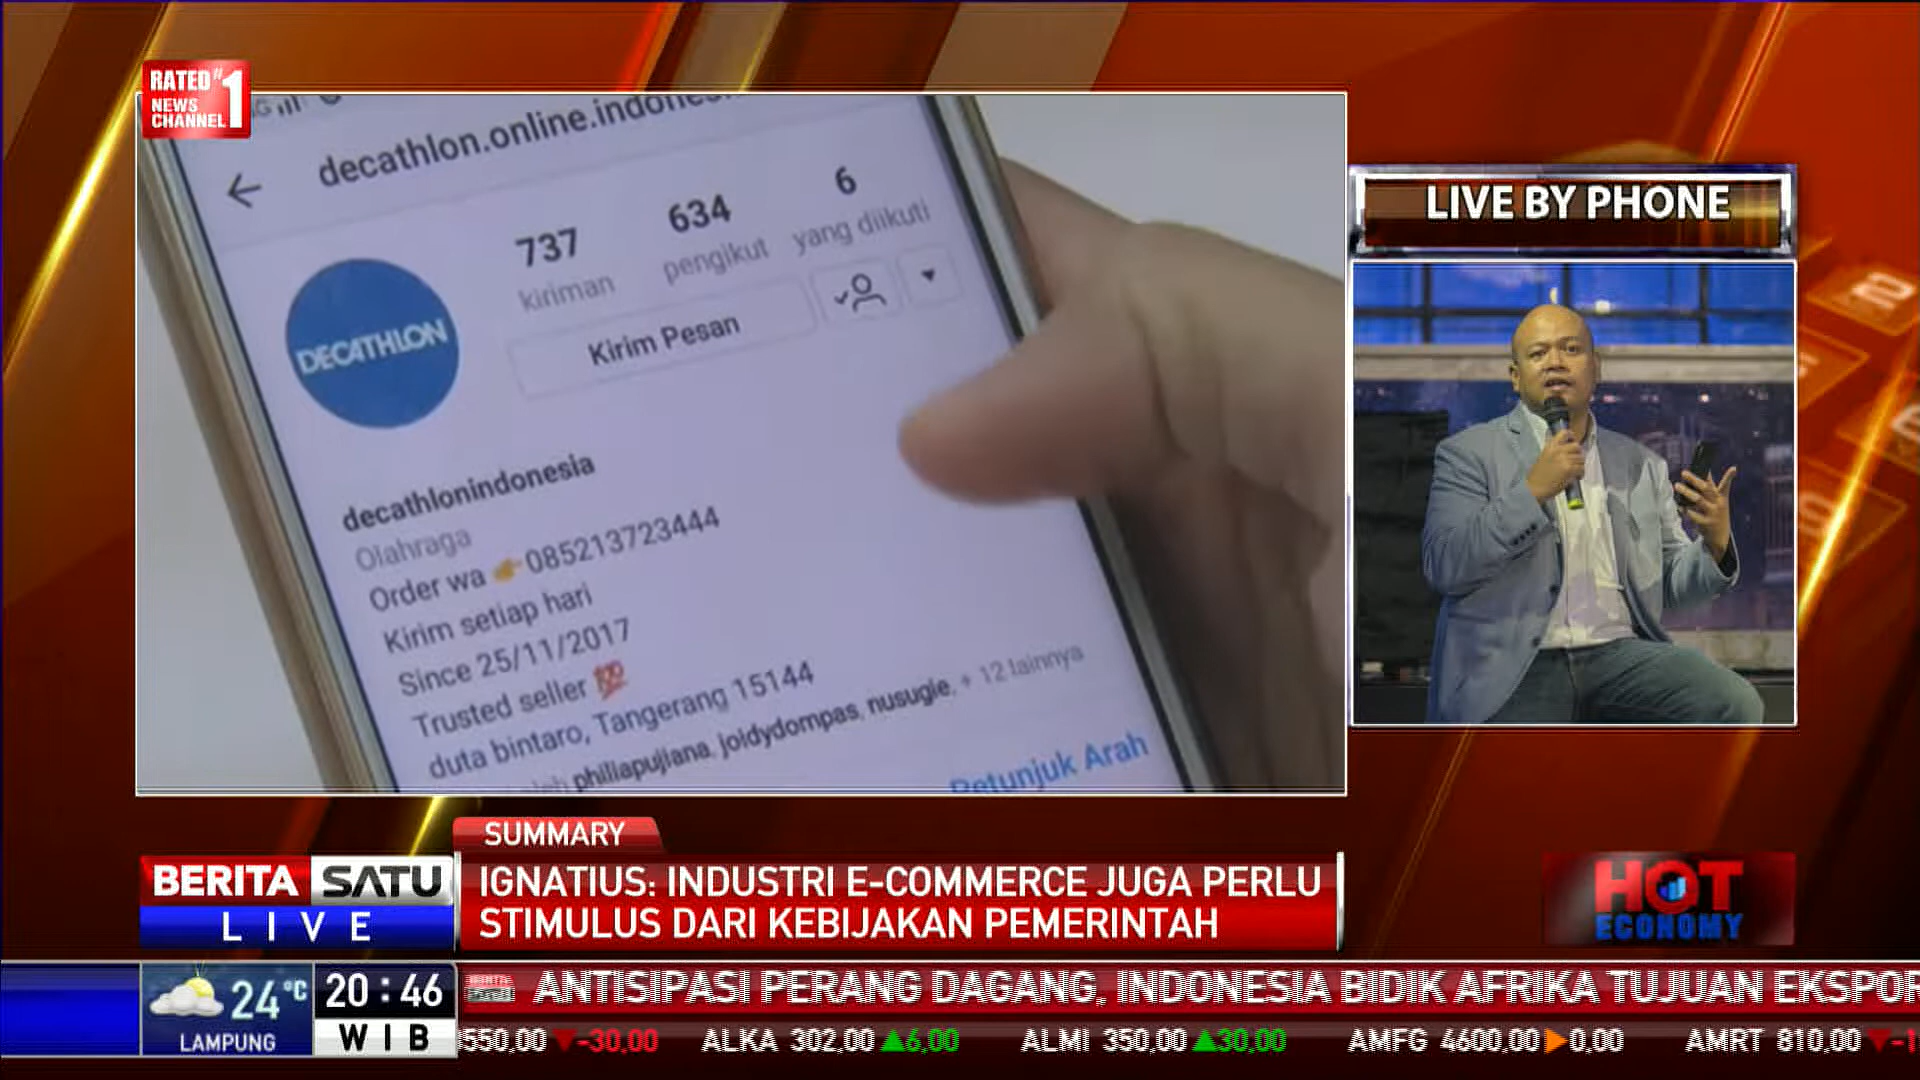 RATED #1
NEWS
CHANNEL
decathlon.online.indones
737
634
6
kiriman
pengikut
yang diikuti
Kirim Pesan
DECATHLON
decathlonindonesia
Olahraga
Order wa 👉085213723444
Kirim setiap hari
Since 25/11/2017
Trusted seller 💯
duta bintaro, Tangerang 15144
philiapujiana, joidydompas, nusugie, + 12 lainnya
Petunjuk Arah
LIVE BY PHONE
SUMMARY
BERITA SATU
LIVE
IGNATIUS: INDUSTRI E-COMMERCE JUGA PERLU
STIMULUS DARI KEBIJAKAN PEMERINTAH
HOT
ECONOMY
24°C
LAMPUNG
20:46
WIB
ANTISIPASI PERANG DAGANG, INDONESIA BIDIK AFRIKA TUJUAN EKSPOR
550,00 ▼-30,00 ALKA 302,00 ▲6,00 ALMI 350,00 ▲30,00 AMFG 4600,00 ▶0,00 AMRT 810,00 ▼-1